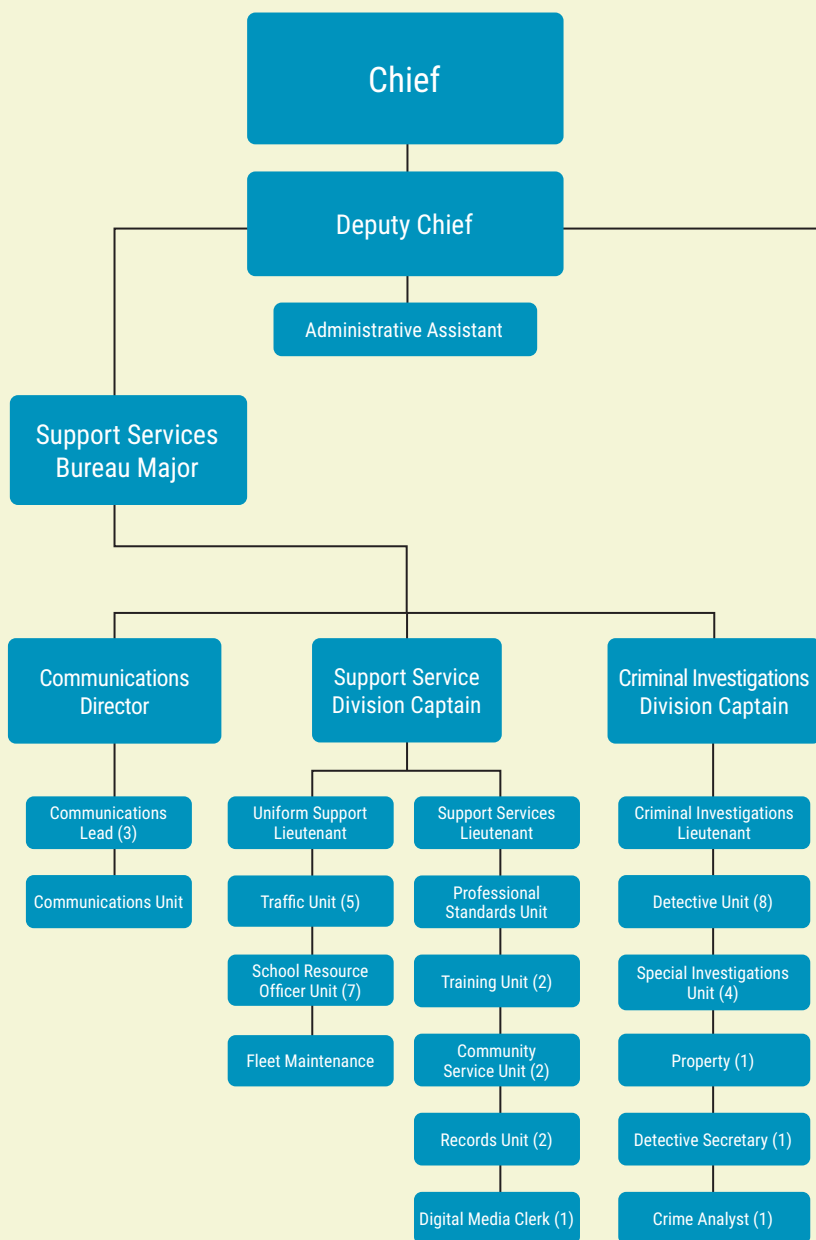 Chief
Deputy Chief
Administrative Assistant
Support Services
Bureau Major
Communications
Director
Support Service
Division Captain
Criminal Investigations
Division Captain
Communications
Lead (3)
Communications Unit
Uniform Support
Lieutenant
Traffic Unit (5)
School Resource
Officer Unit (7)
Fleet Maintenance
Support Services
Lieutenant
Professional
Standards Unit
Training Unit (2)
Community
Service Unit (2)
Records Unit (2)
Digital Media Clerk (1)
Criminal Investigations
Lieutenant
Detective Unit (8)
Special Investigations
Unit (4)
Property (1)
Detective Secretary (1)
Crime Analyst (1)